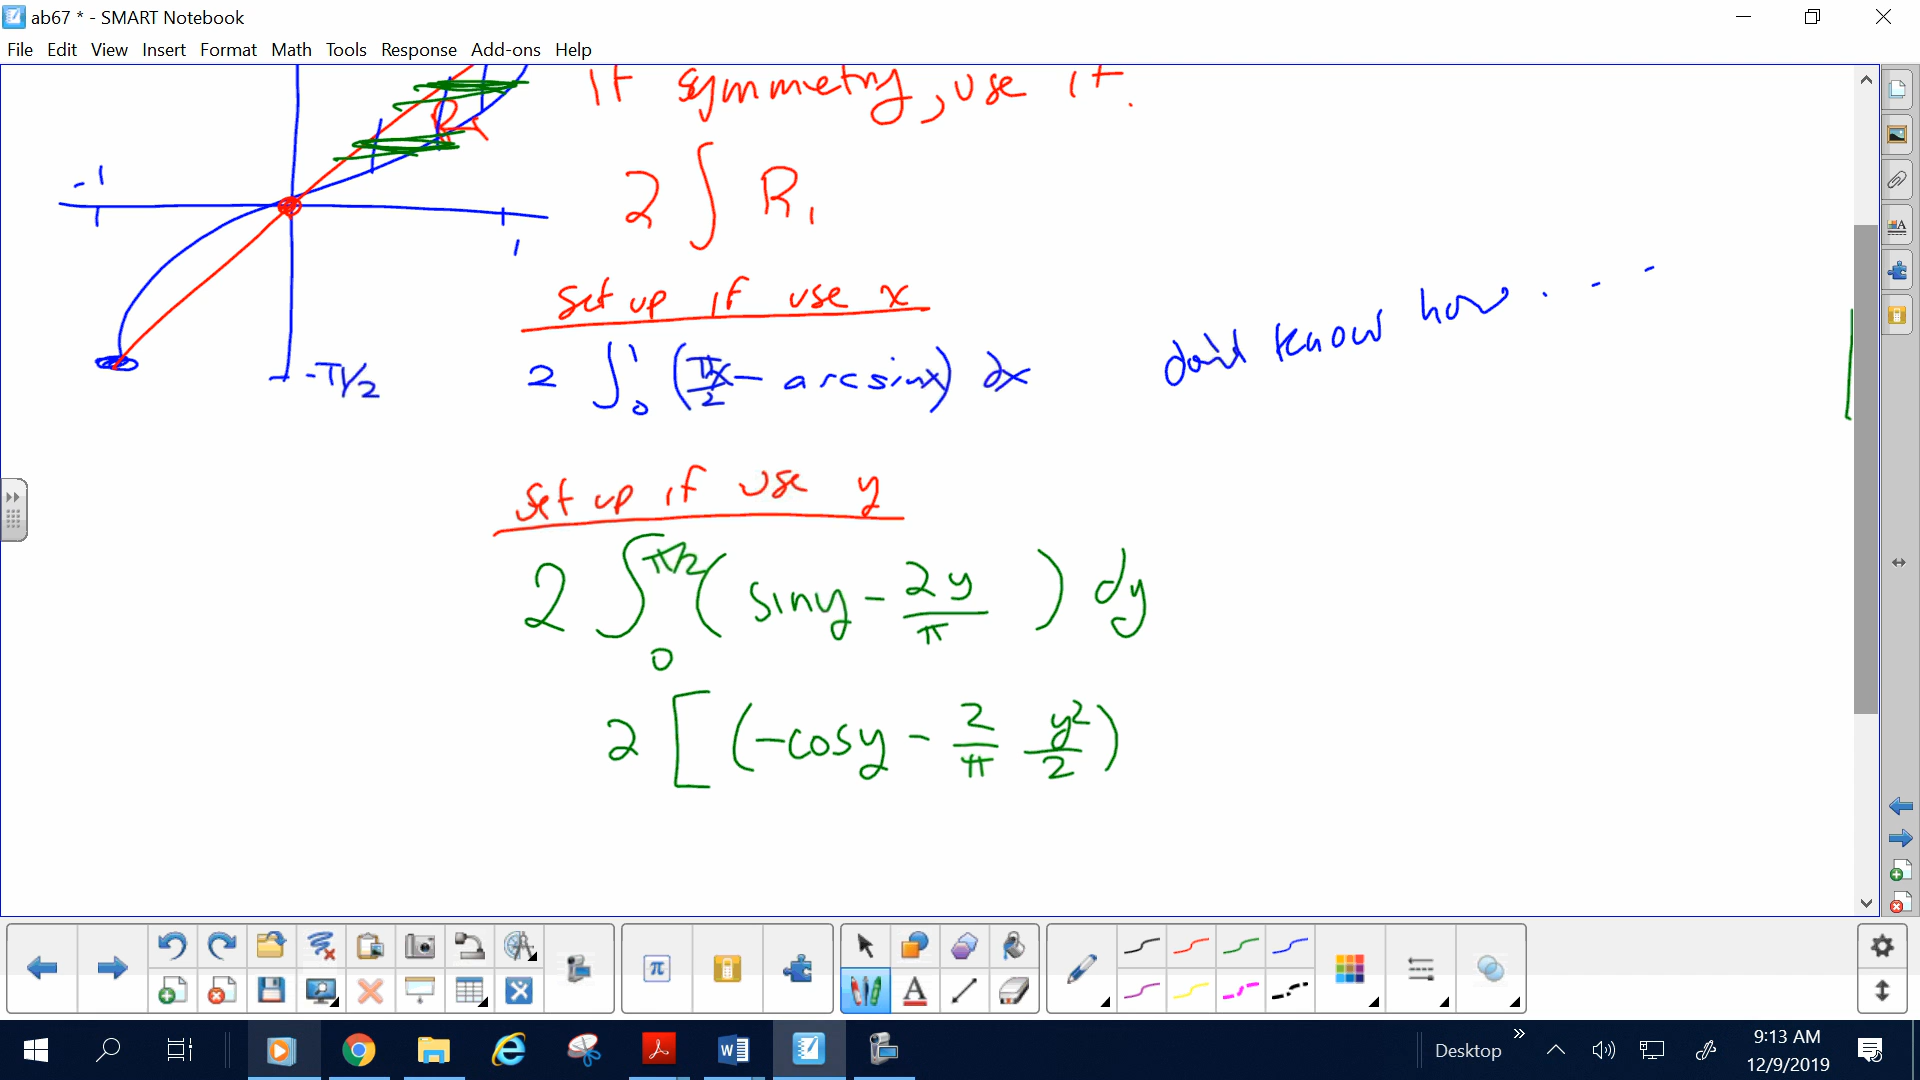 ab67 * - SMART Notebook
File Edit View Insert Format Math Tools Response Add-ons Help
If symmetry, use it.
R1
2 ∫ R1
-1
1
-π/2
set up if use x
2 ∫₀¹ (πx/2 - arcsinx) dx
don't know how. . .
set up if use y
2 ∫₀^π/2 (siny - 2y/π) dy
2 [(-cosy - 2/π y²/2)
π
A
Desktop
9:13 AM
12/9/2019